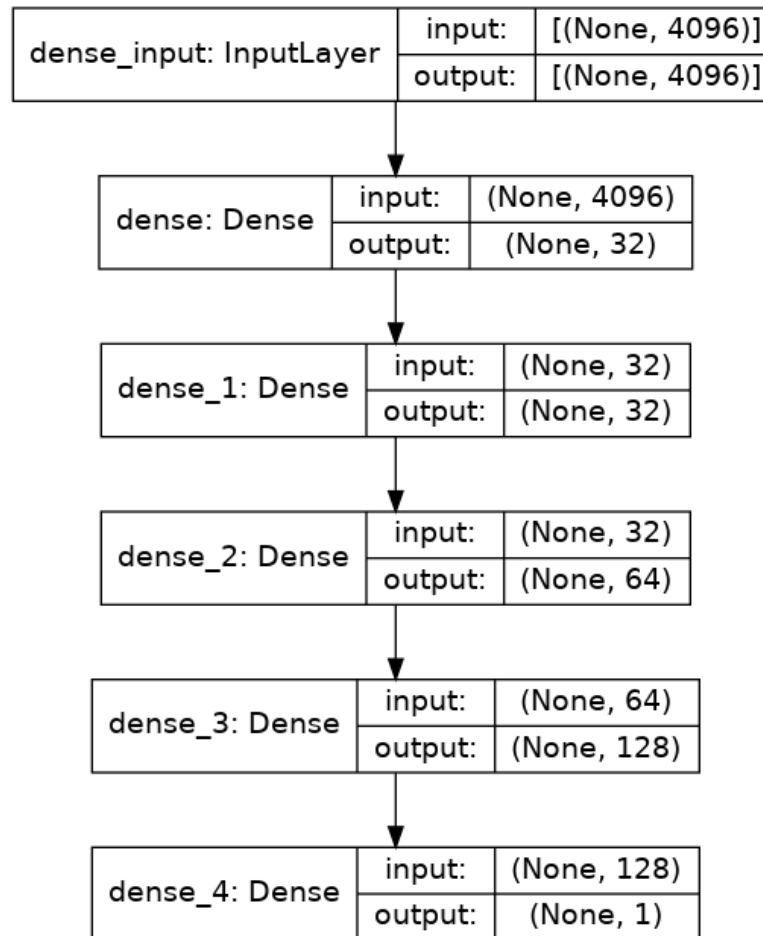 dense_input: InputLayer
input: [(None, 4096)]
output: [(None, 4096)]
dense: Dense
input: (None, 4096)
output: (None, 32)
dense_1: Dense
input: (None, 32)
output: (None, 32)
dense_2: Dense
input: (None, 32)
output: (None, 64)
dense_3: Dense
input: (None, 64)
output: (None, 128)
dense_4: Dense
input: (None, 128)
output: (None, 1)